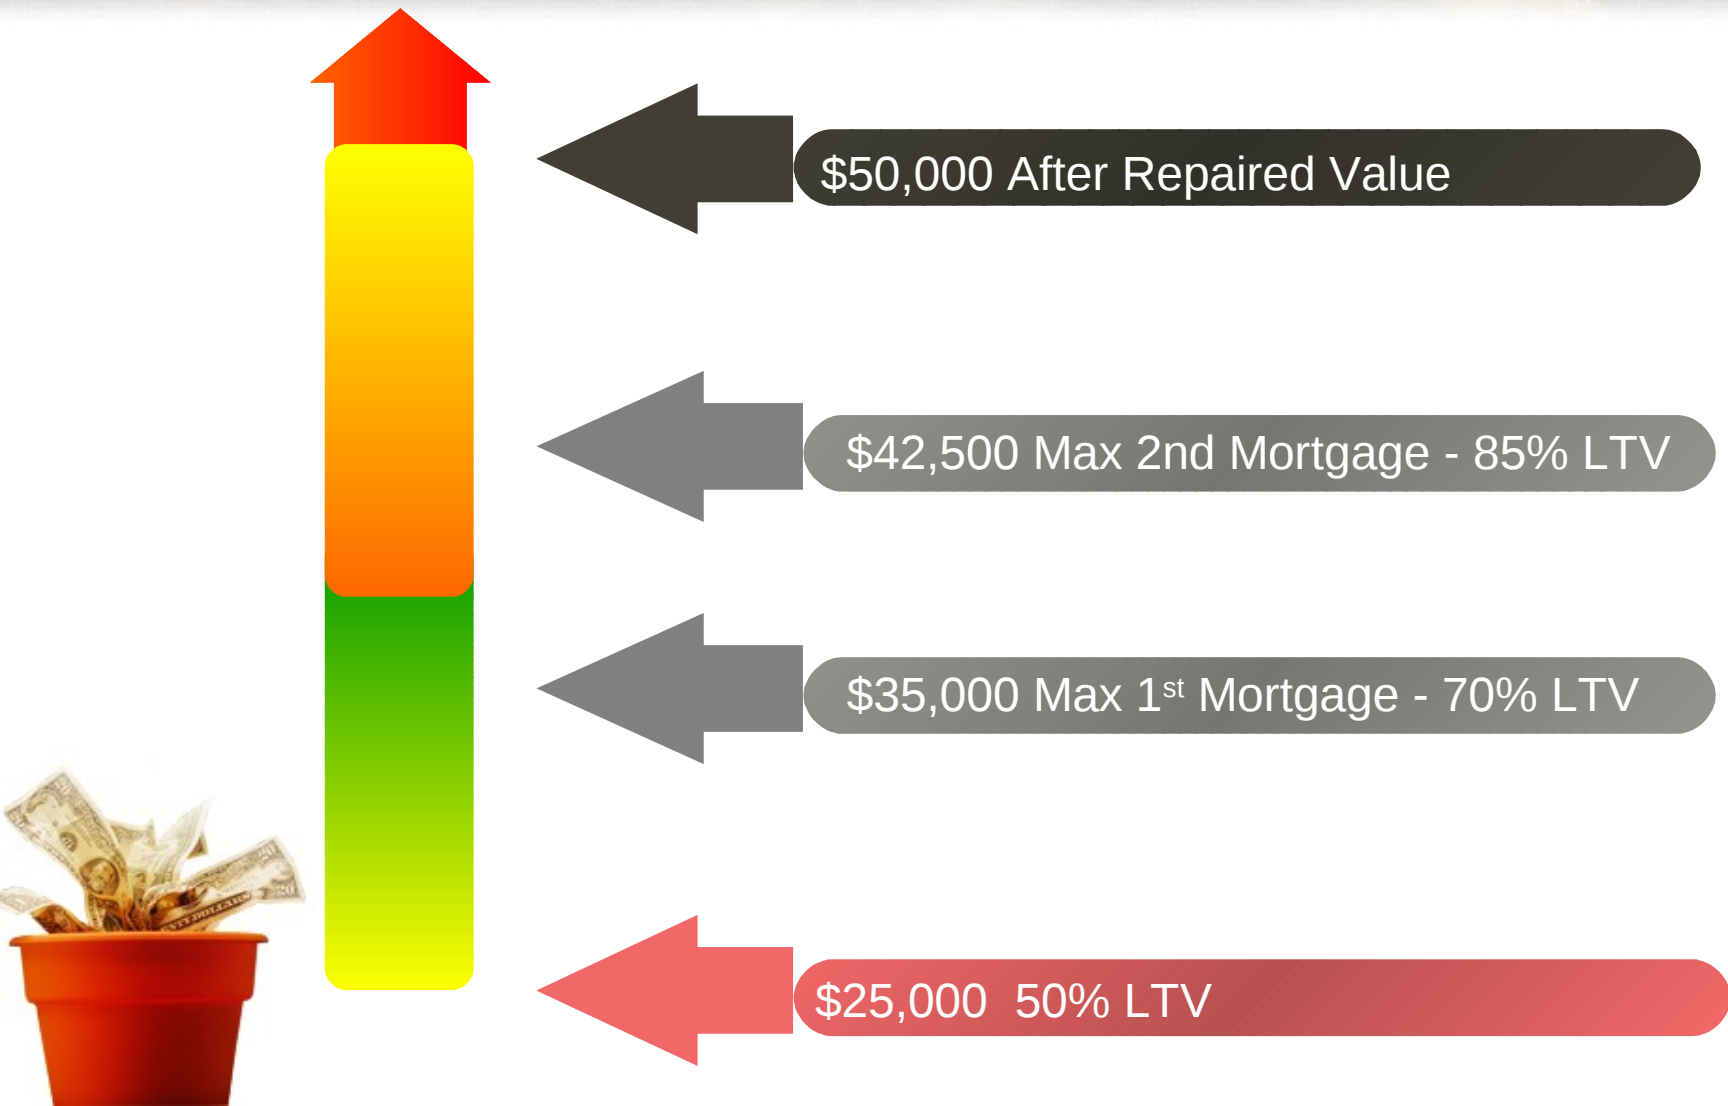 $50,000 After Repaired Value
$42,500 Max 2nd Mortgage - 85% LTV
$35,000 Max 1st Mortgage - 70% LTV
$25,000  50% LTV